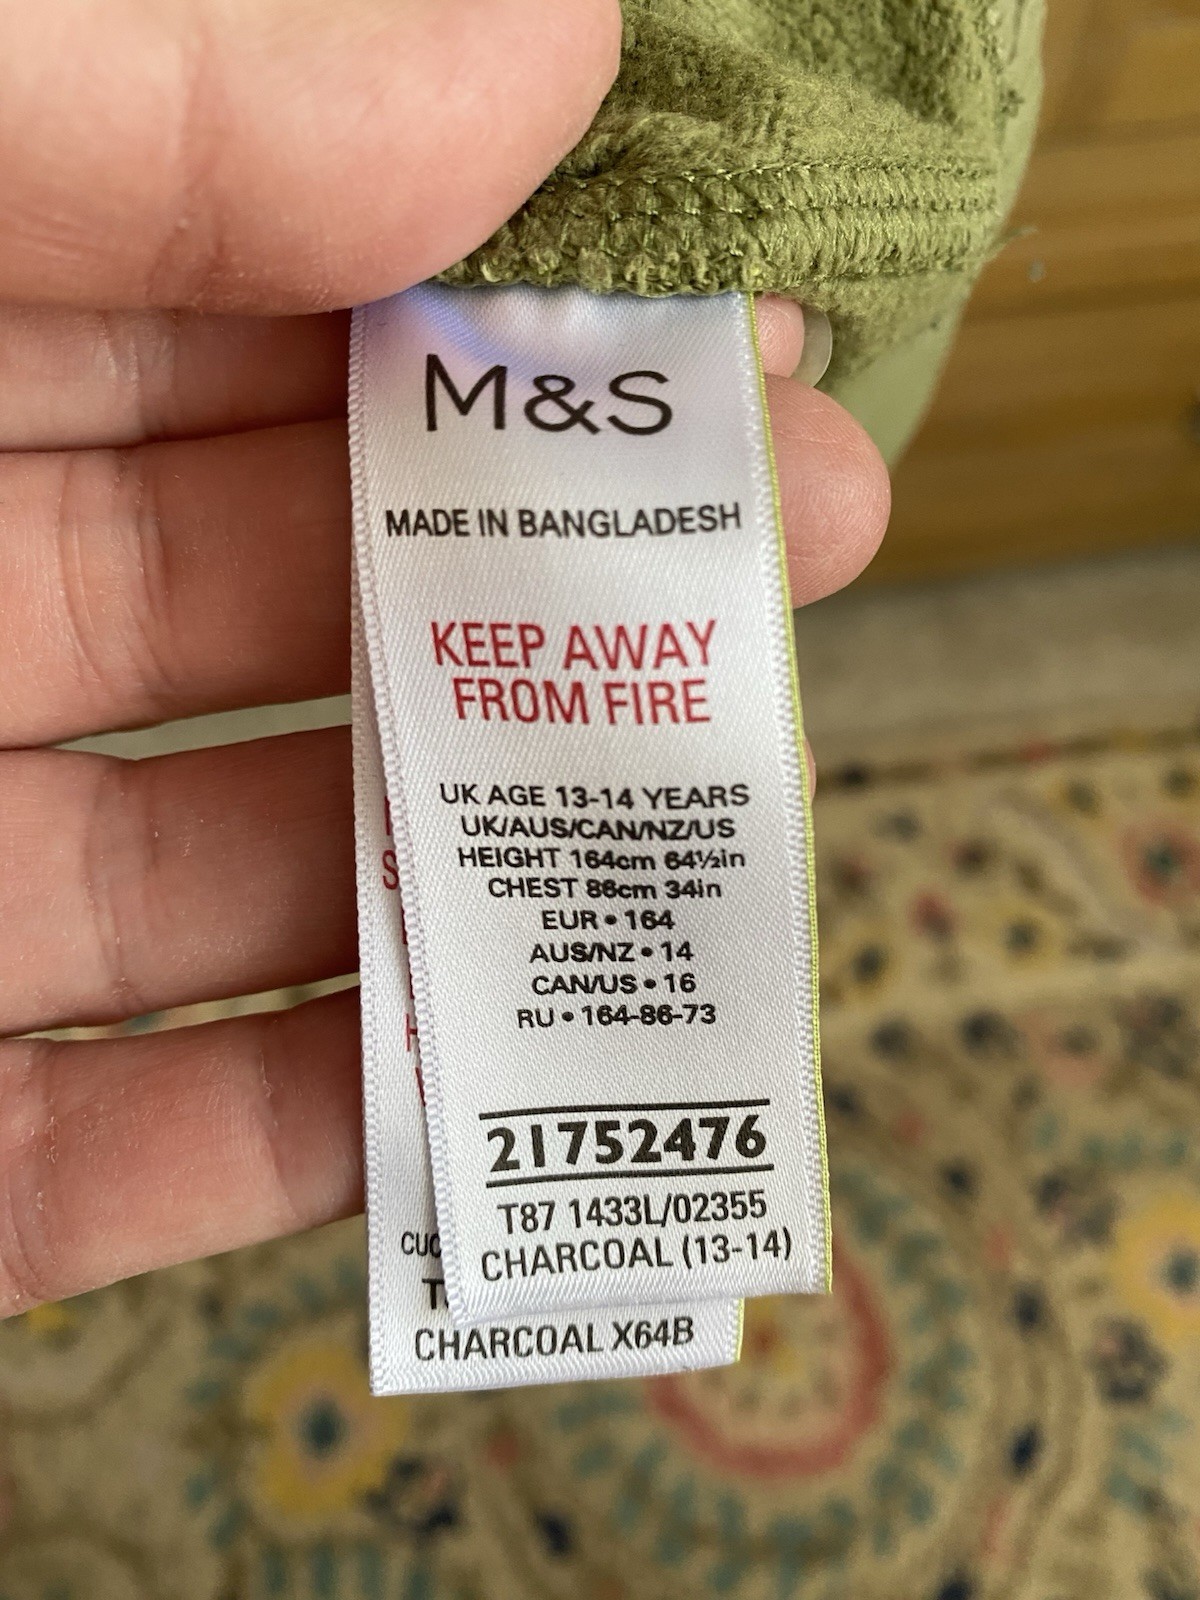 M&S
MADE IN BANGLADESH
KEEP AWAY
FROM FIRE
UK AGE 13-14 YEARS
UK/AUS/CAN/NZ/US
HEIGHT 164cm 64½in
CHEST 86cm 34in
EUR • 164
AUS/NZ • 14
CAN/US • 16
RU • 164-86-73
21752476
T87 1433L/02355
CHARCOAL (13-14)
CHARCOAL X64B